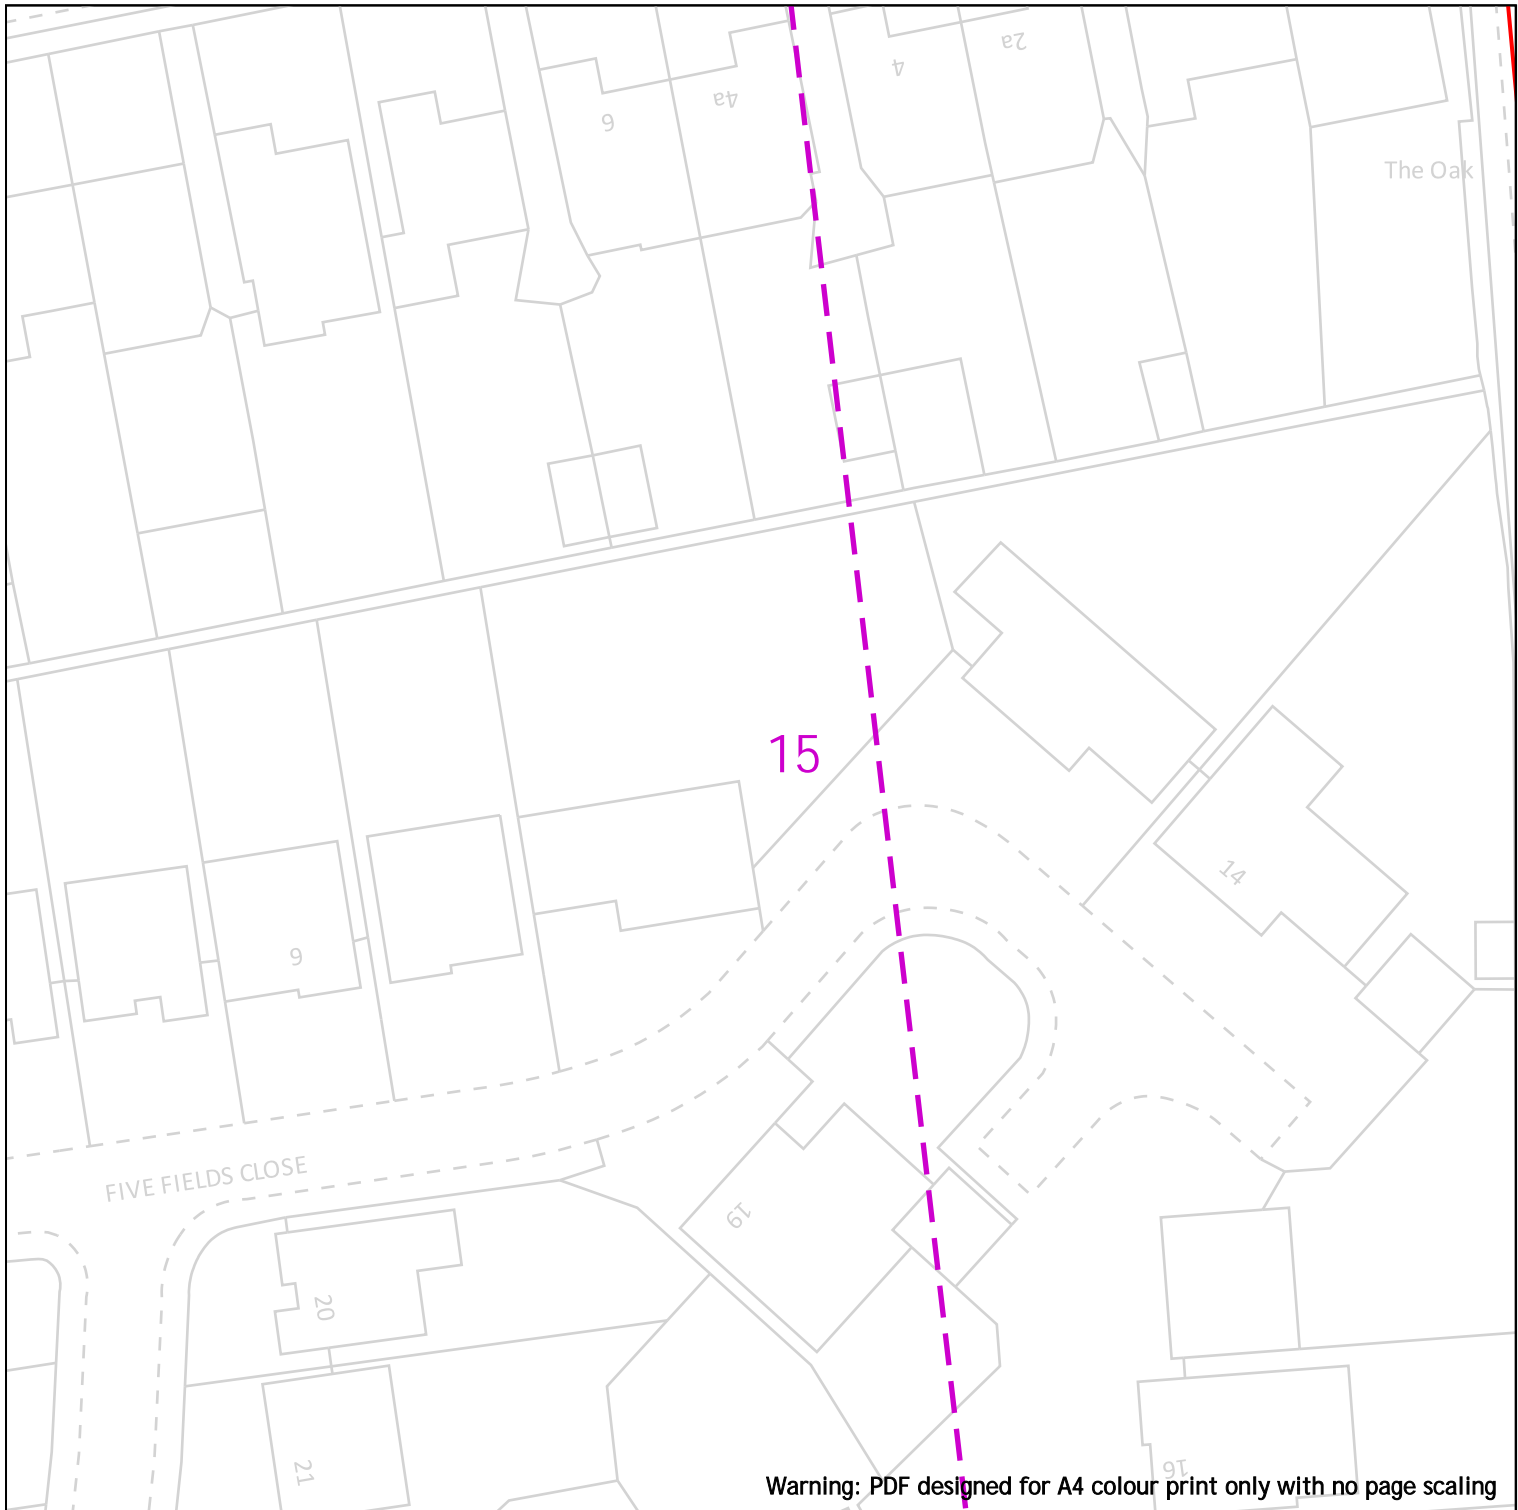 2a
4
4a
6
The Oak
15
14
9
FIVE FIELDS CLOSE
19
20
21
16
Warning: PDF designed for A4 colour print only with no page scaling